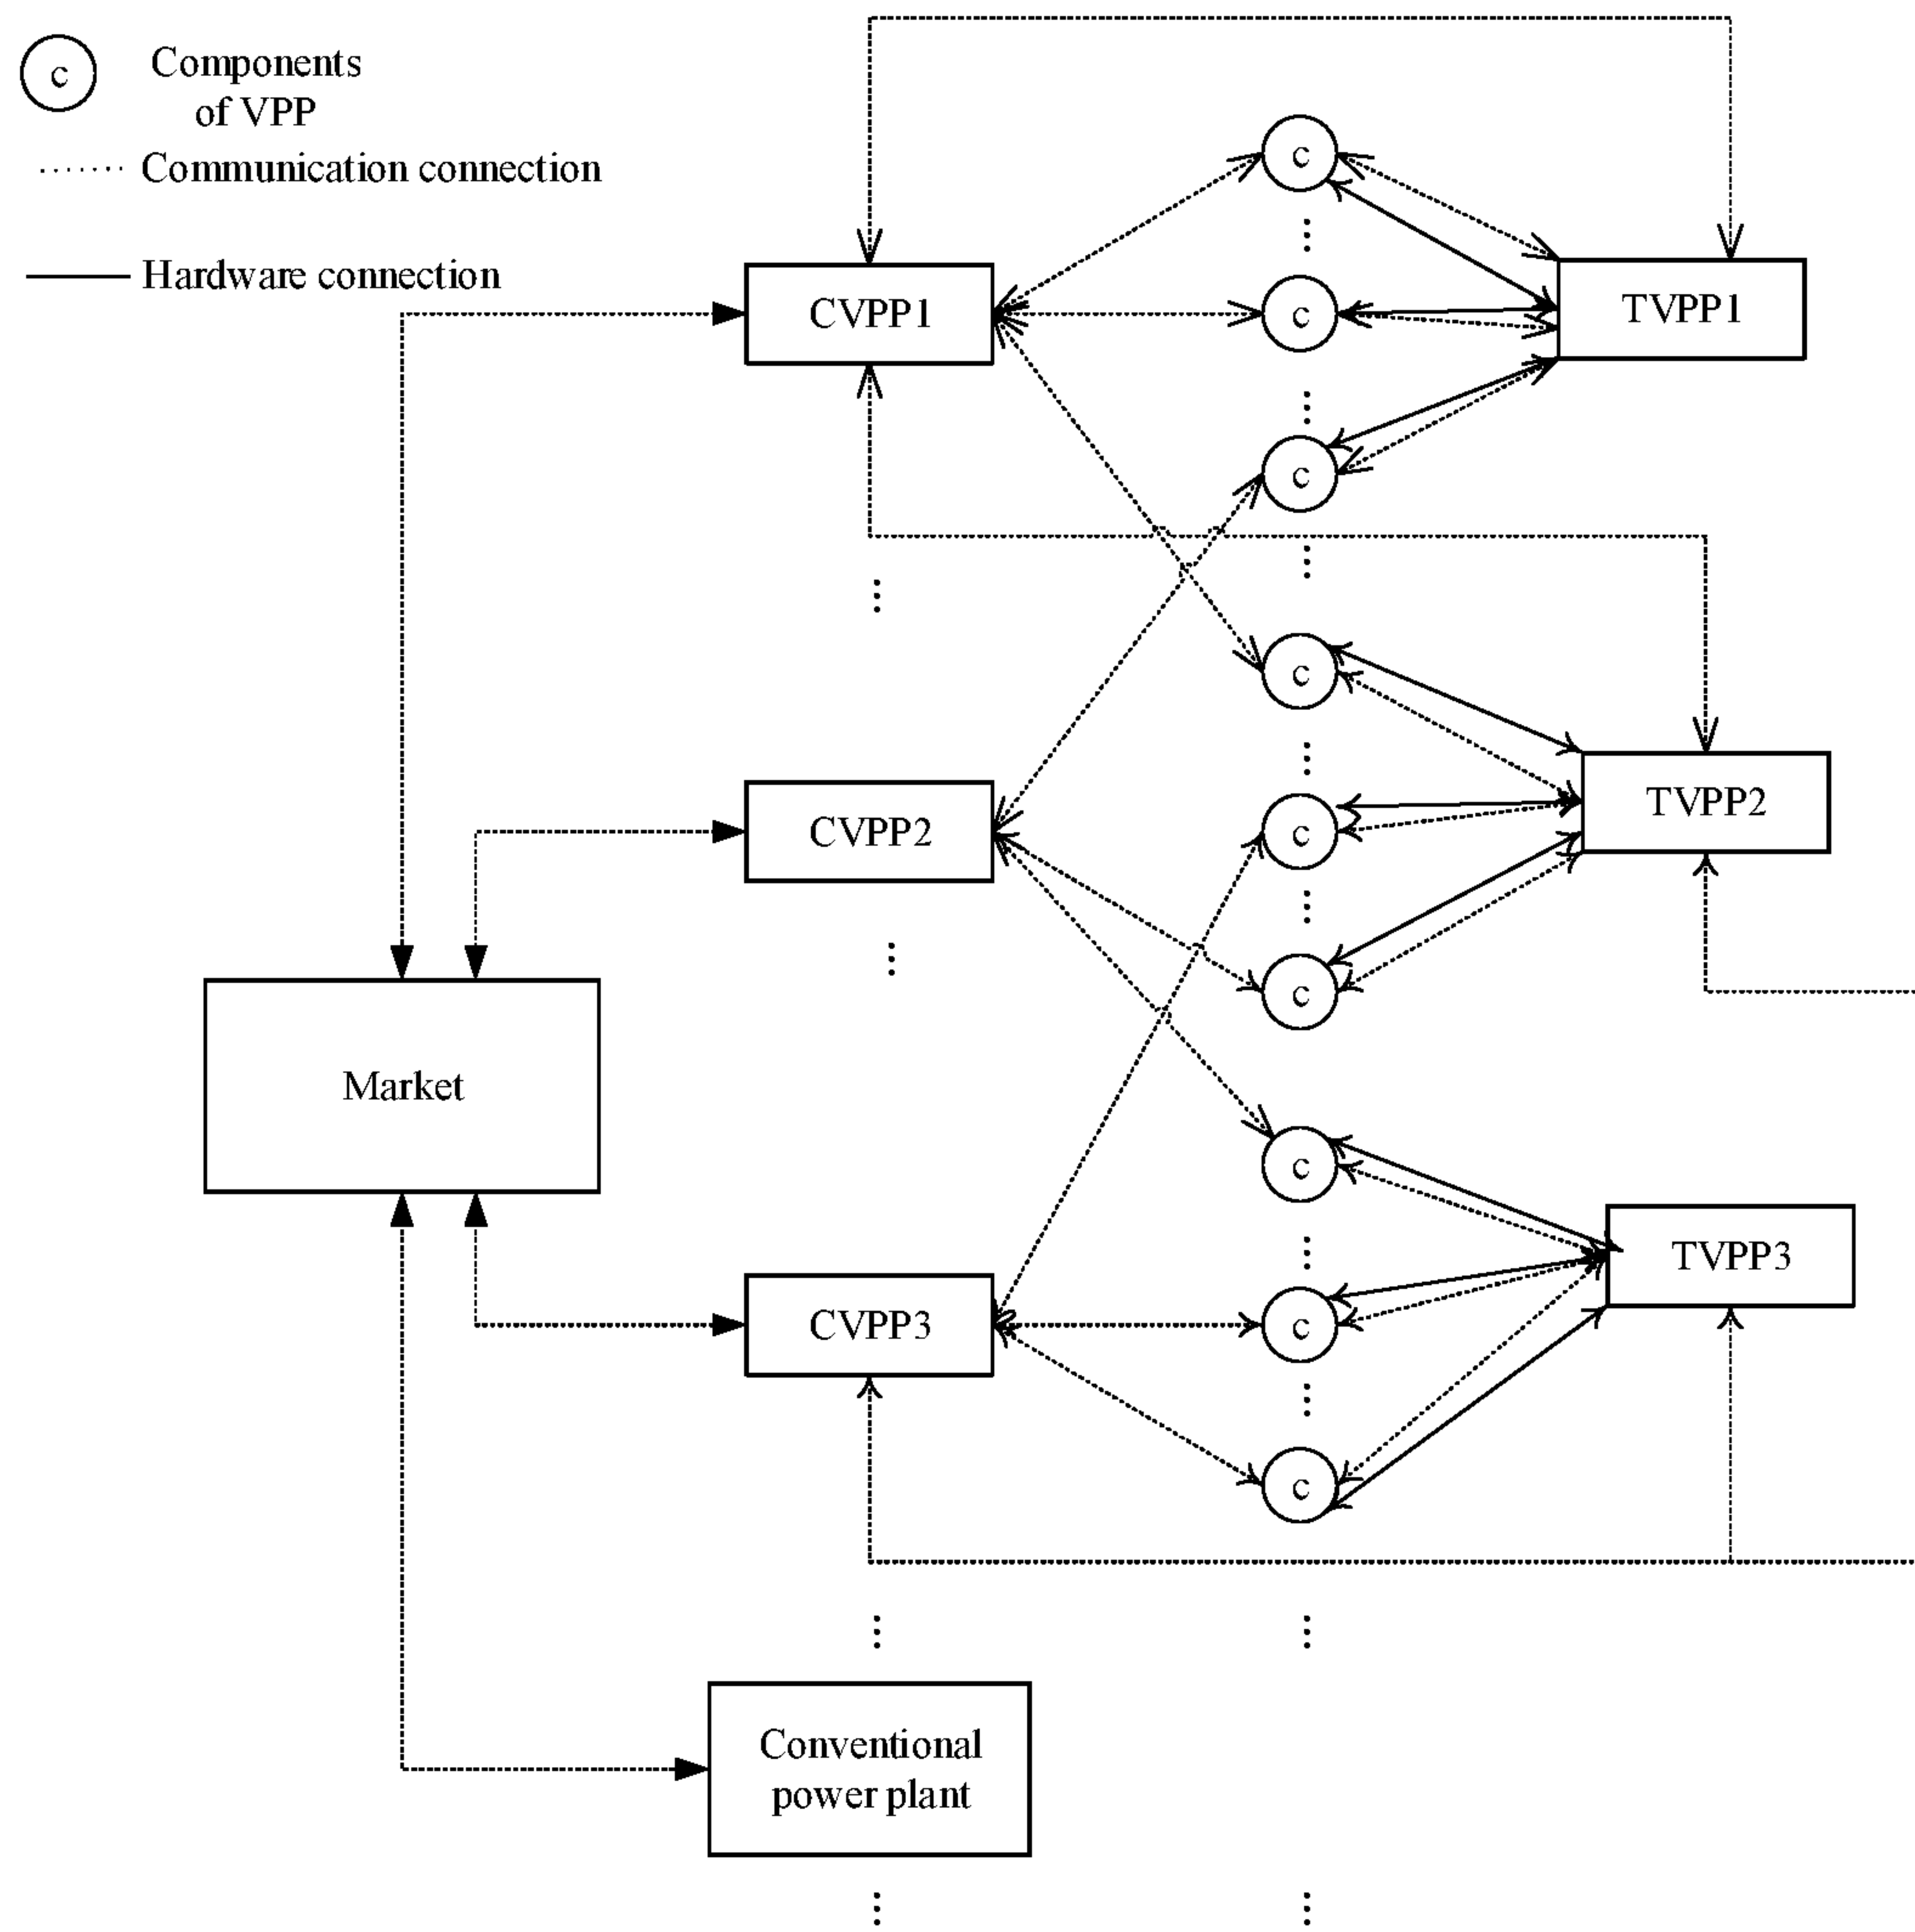 c
Components
of VPP
Communication connection
Hardware connection
c
c
CVPP1
TVPP1
c
c
c
CVPP2
TVPP2
c
Market
c
TVPP3
CVPP3
c
c
Conventional
power plant